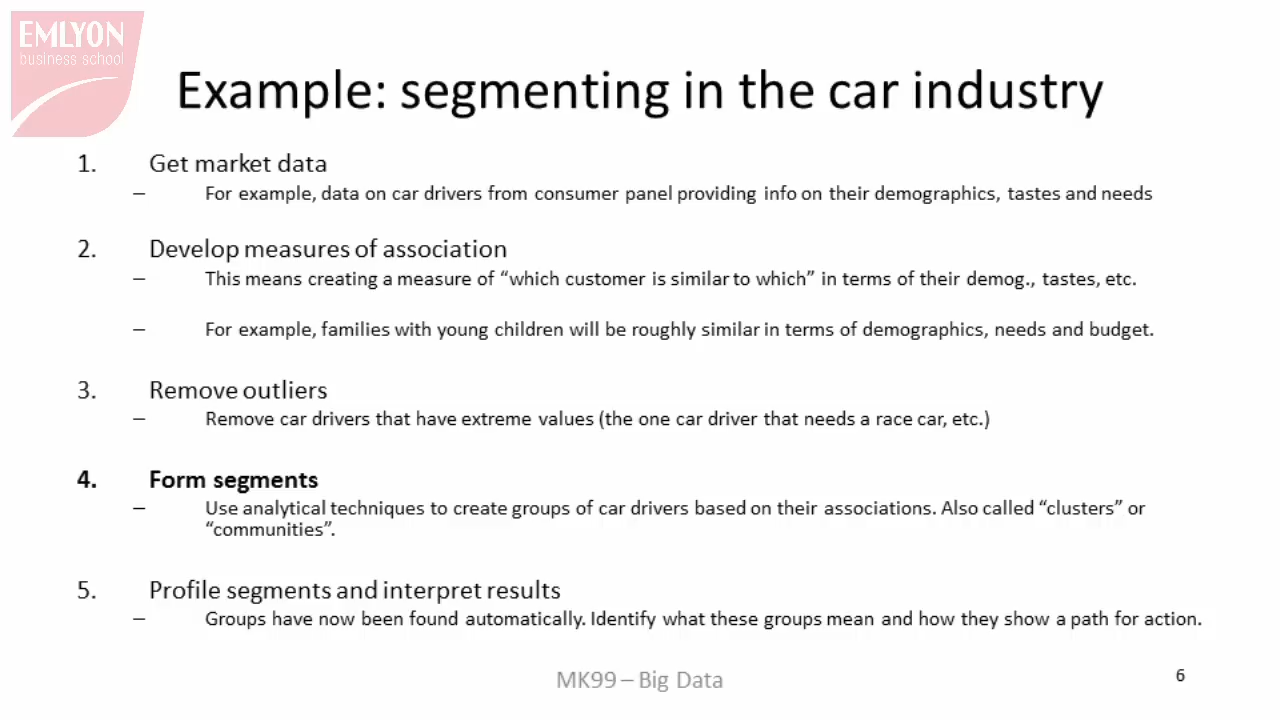 EMLYON
business school
Example: segmenting in the car industry
1. Get market data
– For example, data on car drivers from consumer panel providing info on their demographics, tastes and needs
2. Develop measures of association
– This means creating a measure of “which customer is similar to which” in terms of their demog., tastes, etc.
– For example, families with young children will be roughly similar in terms of demographics, needs and budget.
3. Remove outliers
– Remove car drivers that have extreme values (the one car driver that needs a race car, etc.)
4. Form segments
– Use analytical techniques to create groups of car drivers based on their associations. Also called “clusters” or
“communities”.
5. Profile segments and interpret results
– Groups have now been found automatically. Identify what these groups mean and how they show a path for action.
MK99 – Big Data
6